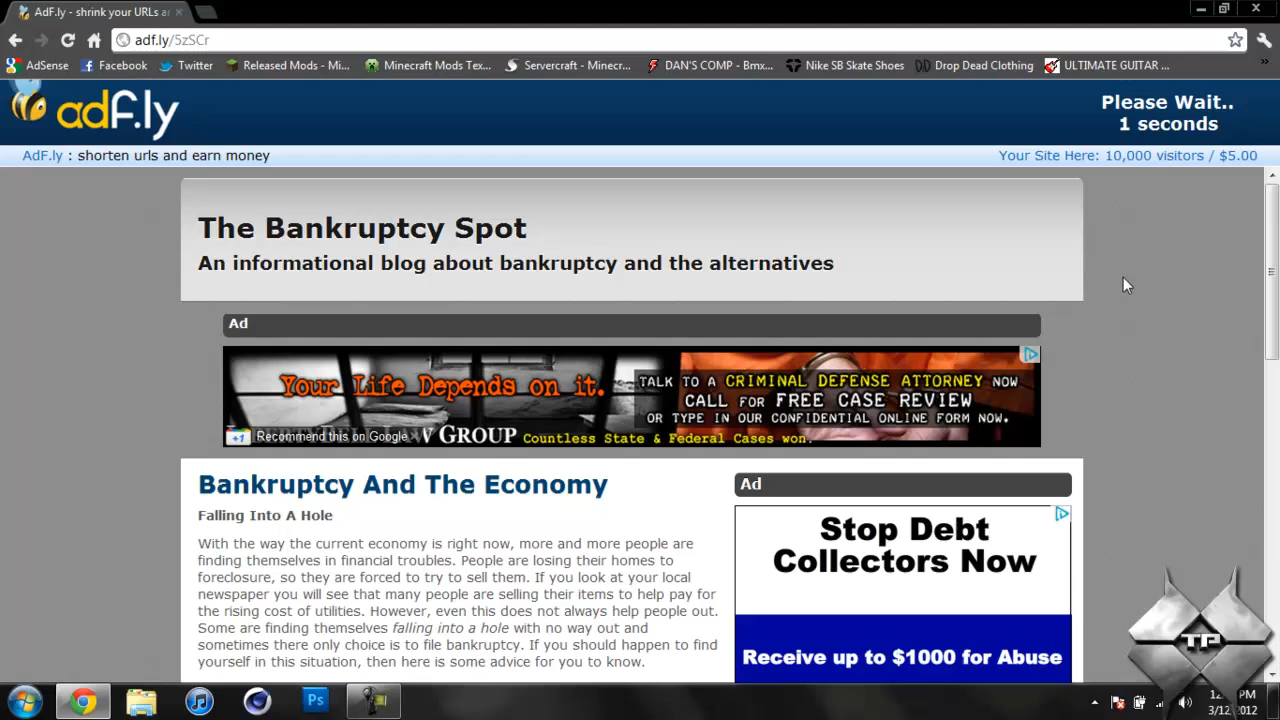 AdF.ly - shrink your URLs a
adf.ly/5zSCr
AdSense Facebook Twitter Released Mods - Mi... Minecraft Mods Tex... Servercraft - Minecr... DAN'S COMP - Bmx... Nike SB Skate Shoes Drop Dead Clothing ULTIMATE GUITAR ...
adf.ly
Please Wait..
1 seconds
AdF.ly : shorten urls and earn money
Your Site Here: 10,000 visitors / $5.00
The Bankruptcy Spot
An informational blog about bankruptcy and the alternatives
Ad
Your Life Depends on it.
TALK TO A CRIMINAL DEFENSE ATTORNEY NOW
CALL FOR FREE CASE REVIEW
OR TYPE IN OUR CONFIDENTIAL ONLINE FORM NOW.
+1 Recommend this on Google
GROUP Countless State & Federal Cases won.
Bankruptcy And The Economy
Falling Into A Hole
With the way the current economy is right now, more and more people are
finding themselves in financial troubles. People are losing their homes to
foreclosure, so they are forced to try to sell them. If you look at your local
newspaper you will see that many people are selling their items to help pay for
the rising cost of utilities. However, even this does not always help people out.
Some are finding themselves falling into a hole with no way out and
sometimes there only choice is to file bankruptcy. If you should happen to find
yourself in this situation, then here is some advice for you to know.
Ad
Stop Debt
Collectors Now
Receive up to $1000 for Abuse
TP
Ps
PM
3/12/2012